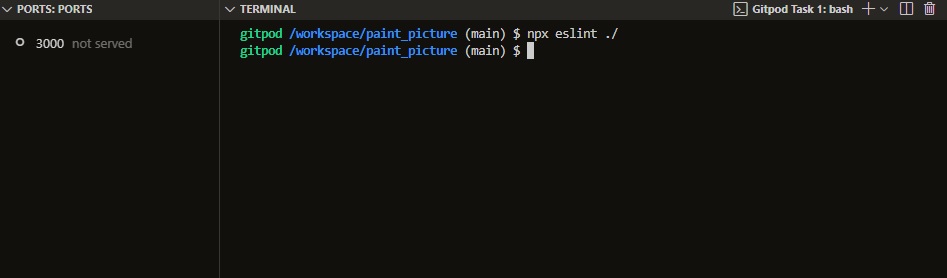 PORTS: PORTS
3000 not served
TERMINAL
Gitpod Task 1: bash
gitpod /workspace/paint_picture (main) $ npx eslint ./
gitpod /workspace/paint_picture (main) $